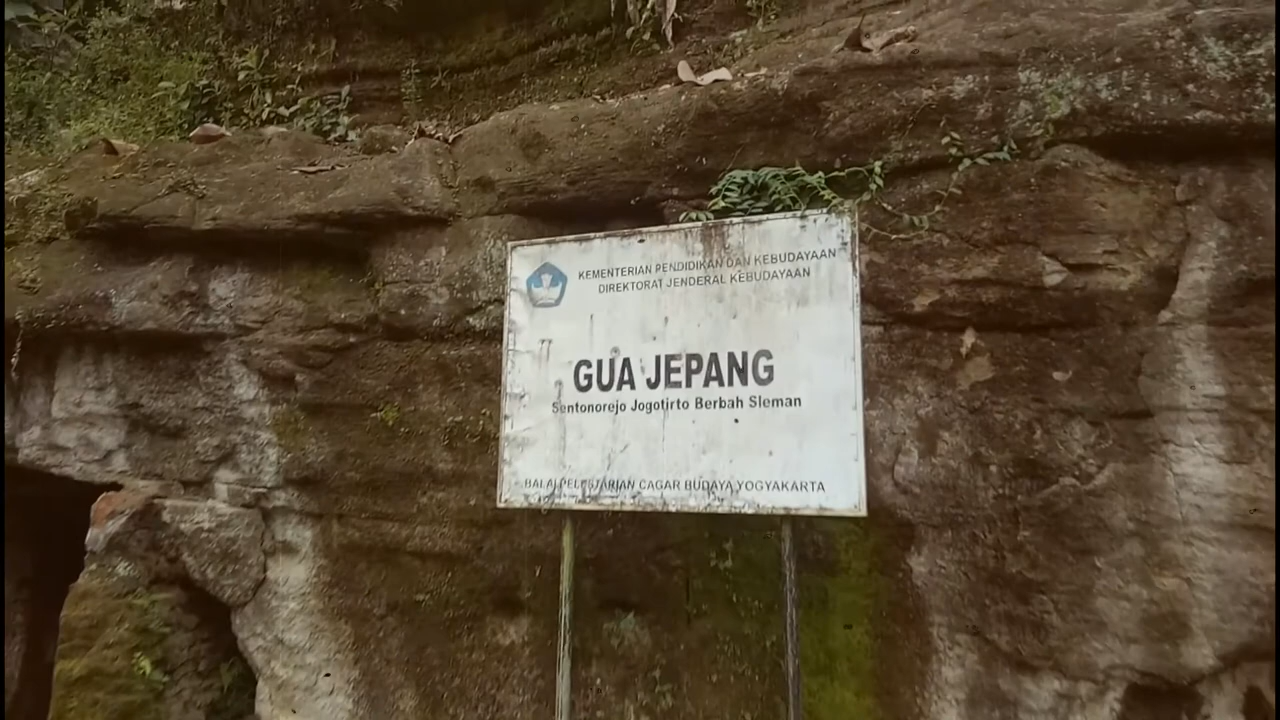 KEMENTERIAN PENDIDIKAN DAN KEBUDAYAAN
DIREKTORAT JENDERAL KEBUDAYAAN
GUA JEPANG
Sentonorejo Jogotirto Berbah Sleman
BALAI PELESTARIAN CAGAR BUDAYA YOGYAKARTA